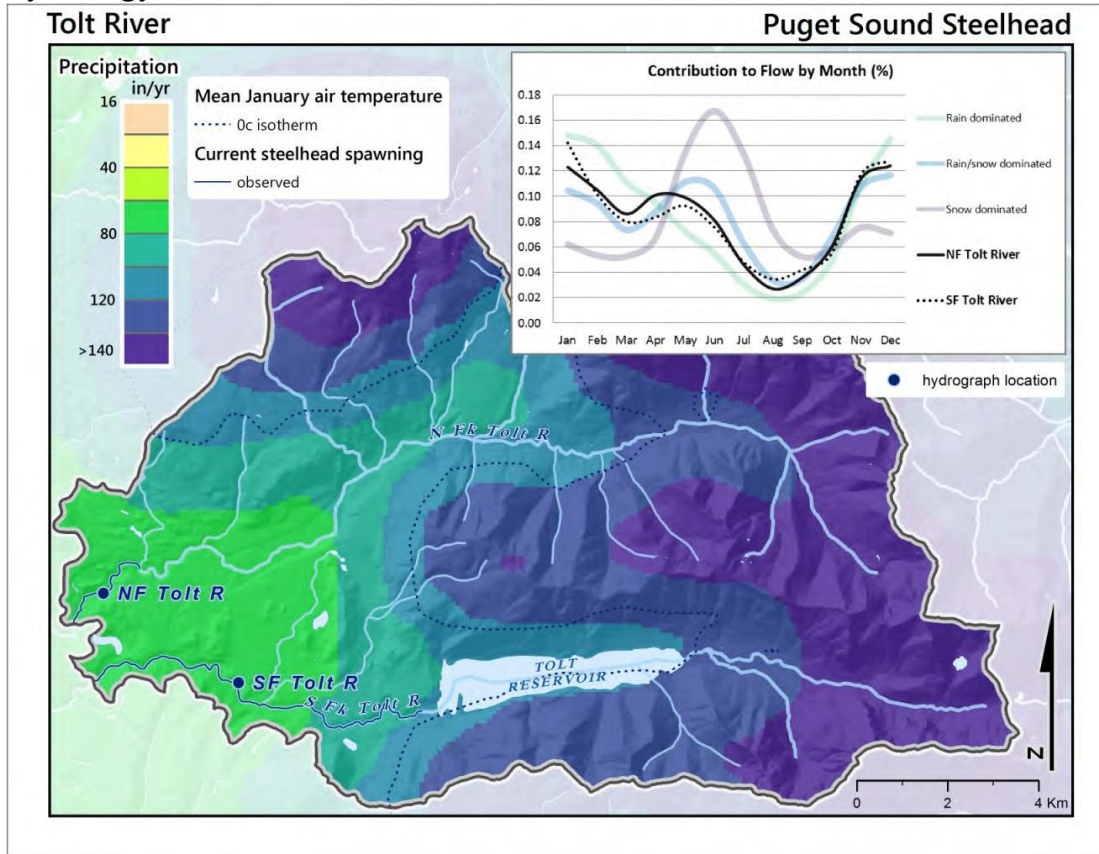 Tolt River
Puget Sound Steelhead
Precipitation
in/yr
16
40
80
120
>140
Mean January air temperature
0c isotherm
Current steelhead spawning
observed
Contribution to Flow by Month (%)
0.18
0.16
0.14
0.12
0.10
0.08
0.06
0.04
0.02
0.00
Jan Feb Mar Apr May Jun Jul Aug Sep Oct Nov Dec
Rain dominated
Rain/snow dominated
Snow dominated
NF Tolt River
SF Tolt River
hydrograph location
N Fk Tolt R
NF Tolt R
SF Tolt R
S Fk Tolt R
TOLT
RESERVOIR
N
0 2 4 Km